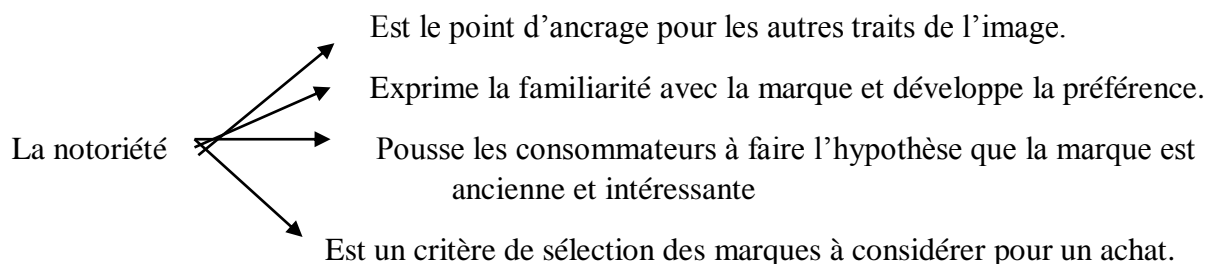 Est le point d’ancrage pour les autres traits de l’image.
Exprime la familiarité avec la marque et développe la préférence.
La notoriété
Pousse les consommateurs à faire l’hypothèse que la marque est
ancienne et intéressante
Est un critère de sélection des marques à considérer pour un achat.